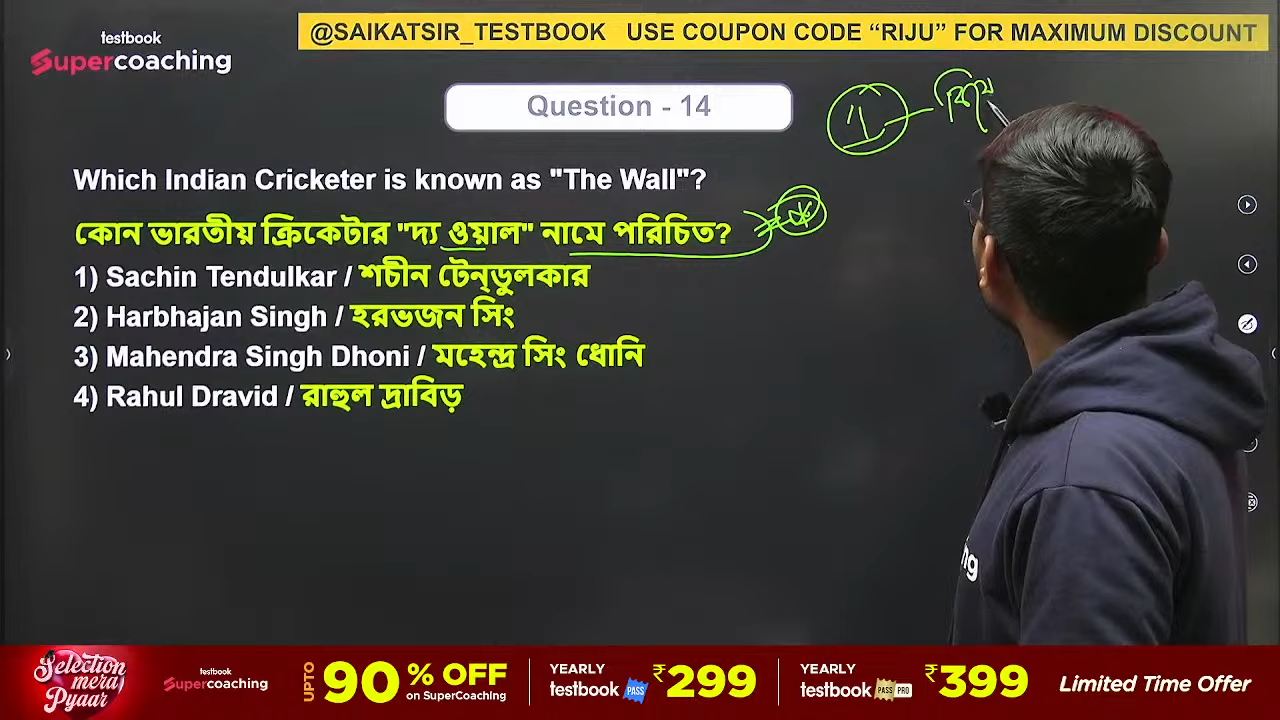 @SAIKATSIR_TESTBOOK USE COUPON CODE “RIJU” FOR MAXIMUM DISCOUNT
testbook
Supercoaching
Question - 14
1
Which Indian Cricketer is known as "The Wall"?
কোন ভারতীয় ক্রিকেটার "দ্য ওয়াল" নামে পরিচিত?
1) Sachin Tendulkar / শচীন টেন্ডুলকার
2) Harbhajan Singh / হরভজন সিং
3) Mahendra Singh Dhoni / মহেন্দ্র সিং ধোনি
4) Rahul Dravid / রাহুল দ্রাবিড়
Selection mera Pyaar
testbook Supercoaching
UPTO 90% OFF on SuperCoaching
YEARLY testbook PASS ₹299
YEARLY testbook PASS PRO ₹399
Limited Time Offer